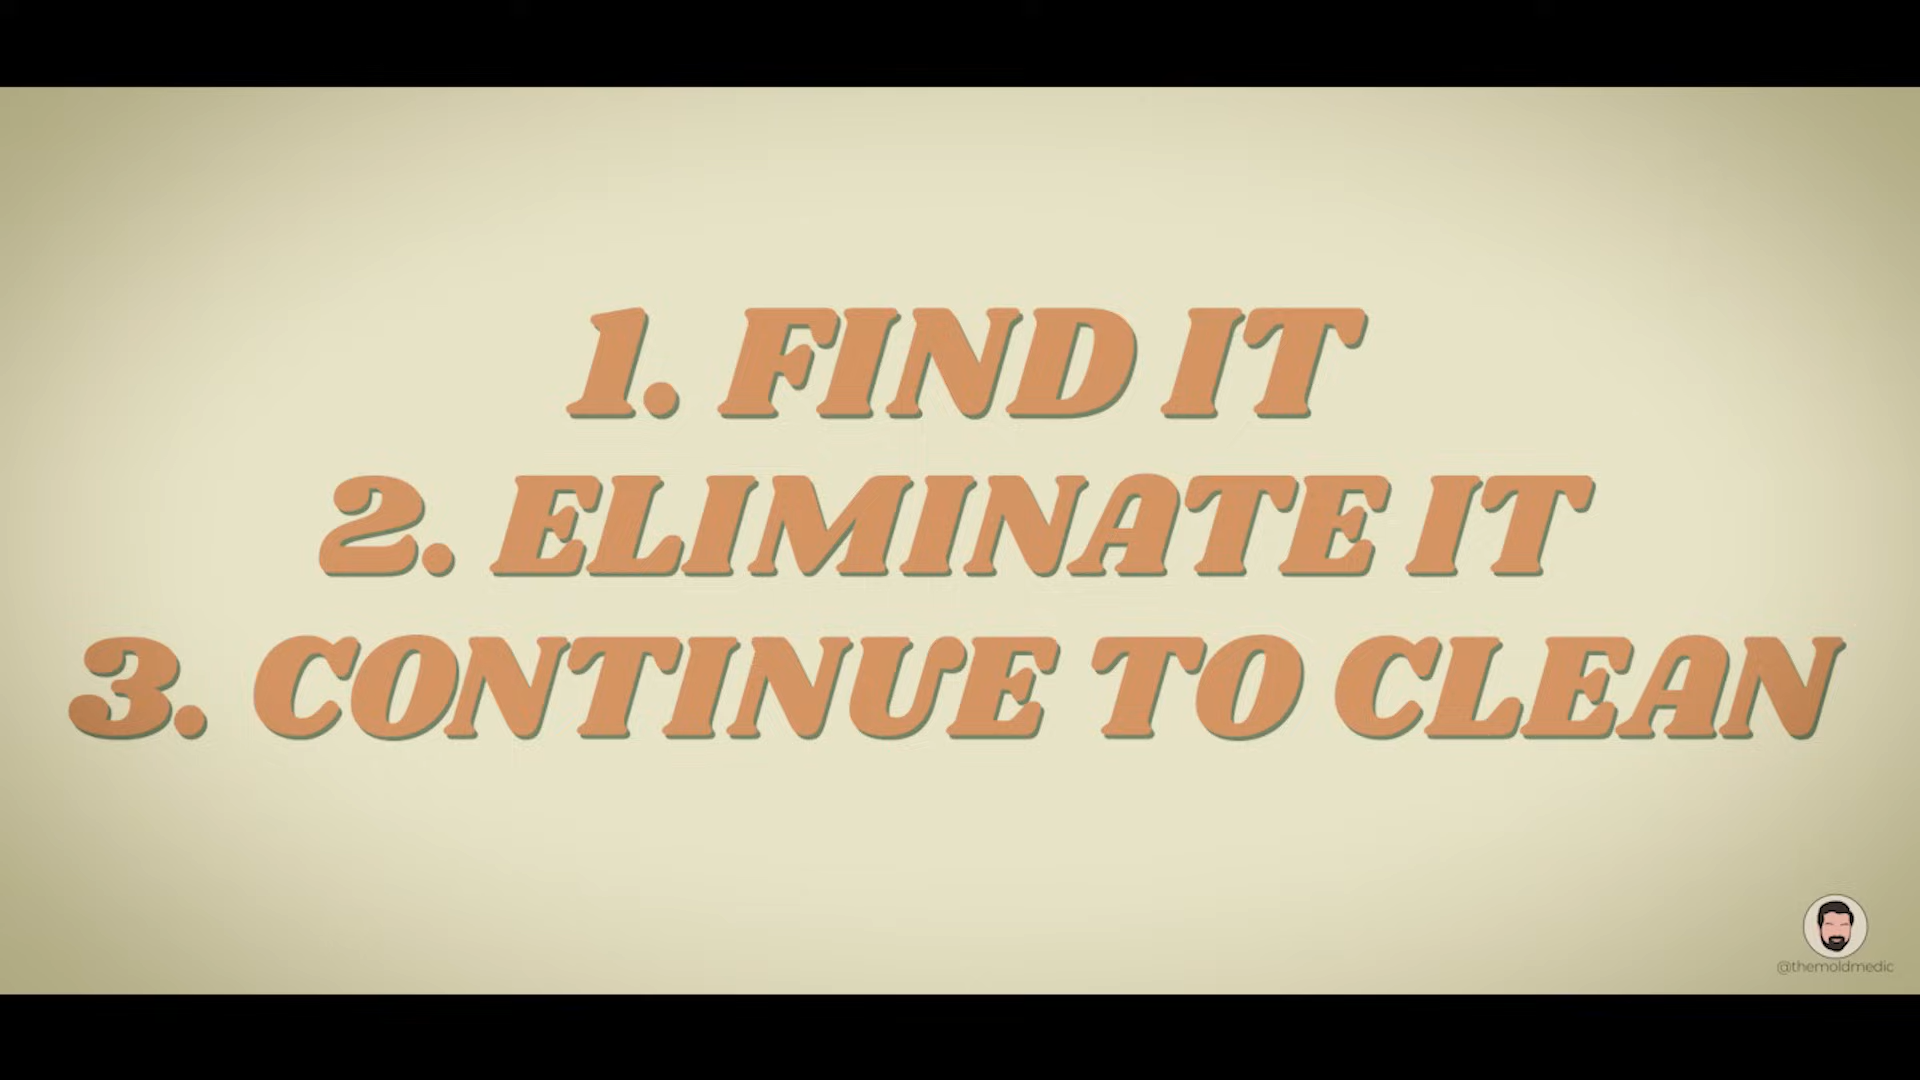 1. FIND IT
2. ELIMINATE IT
3. CONTINUE TO CLEAN
@themoldmedic